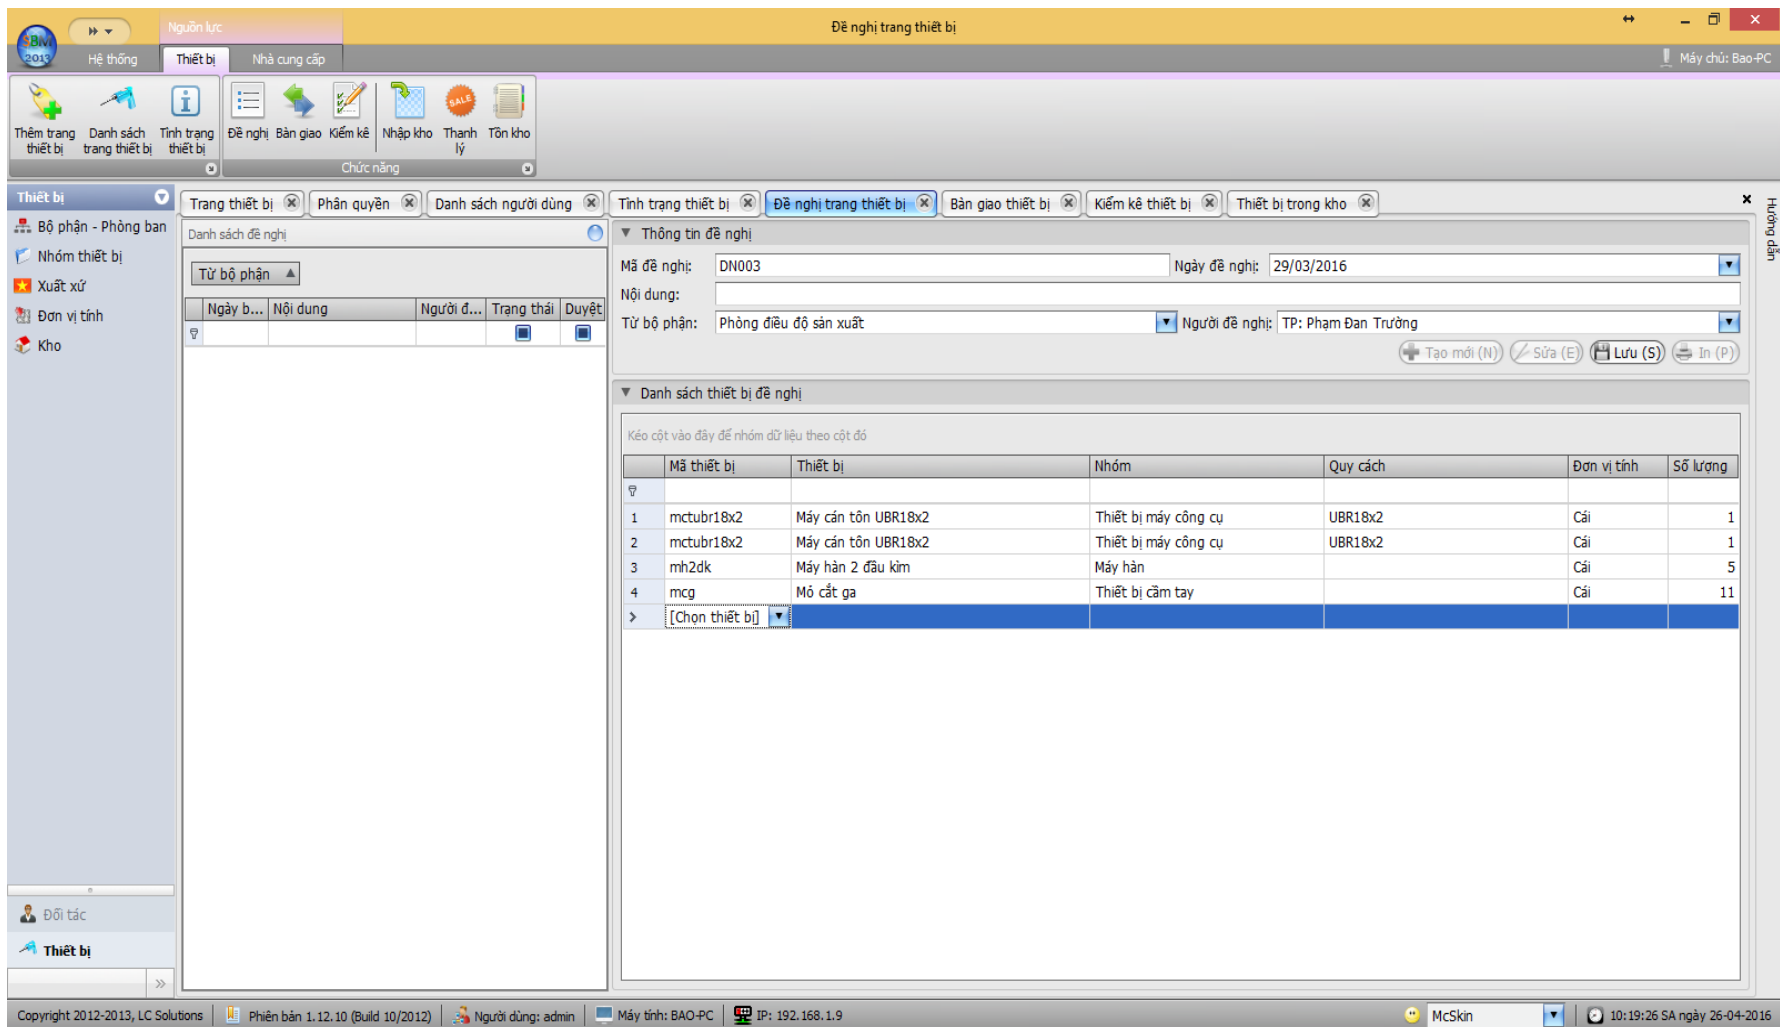 Nguồn lực
Đề nghị trang thiết bị
SBM
2013
Hệ thống
Thiết bị
Nhà cung cấp
Máy chủ: Bao-PC
Thêm trang thiết bị
Danh sách trang thiết bị
Tình trạng thiết bị
Đề nghị
Bàn giao
Kiểm kê
Nhập kho
SALE
Thanh lý
Tồn kho
Chức năng
Thiết bị
Bộ phận - Phòng ban
Nhóm thiết bị
Xuất xứ
Đơn vị tính
Kho
Đối tác
Thiết bị
Trang thiết bị
Phân quyền
Danh sách người dùng
Tình trạng thiết bị
Đề nghị trang thiết bị
Bàn giao thiết bị
Kiểm kê thiết bị
Thiết bị trong kho
Hướng dẫn
Danh sách đề nghị
Từ bộ phận
Ngày b... Nội dung Người đ... Trạng thái Duyệt
Thông tin đề nghị
Mã đề nghị: DN003 Ngày đề nghị: 29/03/2016
Nội dung:
Từ bộ phận: Phòng điều độ sản xuất Người đề nghị: TP: Phạm Đan Trường
Tạo mới (N) Sửa (E) Lưu (S) In (P)
Danh sách thiết bị đề nghị
Kéo cột vào đây để nhóm dữ liệu theo cột đó
Mã thiết bị Thiết bị Nhóm Quy cách Đơn vị tính Số lượng
1 mctubr18x2 Máy cán tôn UBR18x2 Thiết bị máy công cụ UBR18x2 Cái 1
2 mctubr18x2 Máy cán tôn UBR18x2 Thiết bị máy công cụ UBR18x2 Cái 1
3 mh2dk Máy hàn 2 đầu kìm Máy hàn Cái 5
4 mcg Mỏ cắt ga Thiết bị cầm tay Cái 11
[Chọn thiết bị]
Copyright 2012-2013, LC Solutions Phiên bản 1.12.10 (Build 10/2012) Người dùng: admin Máy tính: BAO-PC IP: 192.168.1.9 McSkin 10:19:26 SA ngày 26-04-2016